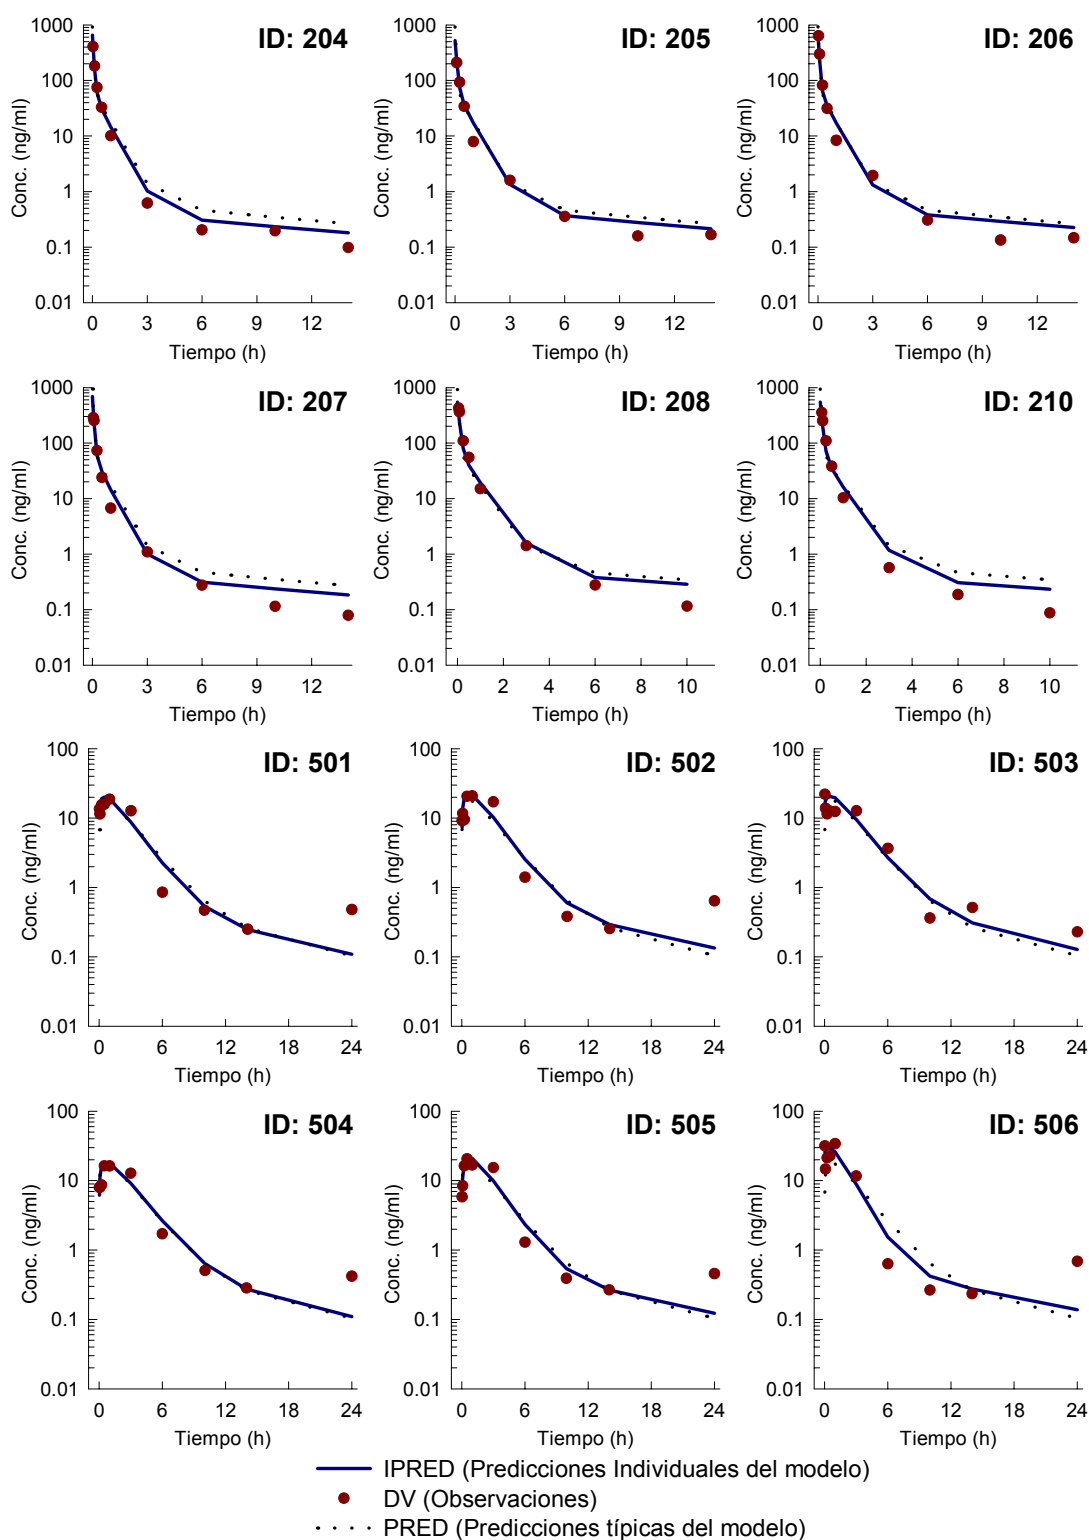 ID: 204
1000
100
10
1
0.1
0.01
Conc. (ng/ml)
0 3 6 9 12
Tiempo (h)
ID: 205
1000
100
10
1
0.1
0.01
Conc. (ng/ml)
0 3 6 9 12
Tiempo (h)
ID: 206
1000
100
10
1
0.1
0.01
Conc. (ng/ml)
0 3 6 9 12
Tiempo (h)
ID: 207
1000
100
10
1
0.1
0.01
Conc. (ng/ml)
0 3 6 9 12
Tiempo (h)
ID: 208
1000
100
10
1
0.1
0.01
Conc. (ng/ml)
0 2 4 6 8 10
Tiempo (h)
ID: 210
1000
100
10
1
0.1
0.01
Conc. (ng/ml)
0 2 4 6 8 10
Tiempo (h)
ID: 501
100
10
1
0.1
0.01
Conc. (ng/ml)
0 6 12 18 24
Tiempo (h)
ID: 502
100
10
1
0.1
0.01
Conc. (ng/ml)
0 6 12 18 24
Tiempo (h)
ID: 503
100
10
1
0.1
0.01
Conc. (ng/ml)
0 6 12 18 24
Tiempo (h)
ID: 504
100
10
1
0.1
0.01
Conc. (ng/ml)
0 6 12 18 24
Tiempo (h)
ID: 505
100
10
1
0.1
0.01
Conc. (ng/ml)
0 6 12 18 24
Tiempo (h)
ID: 506
100
10
1
0.1
0.01
Conc. (ng/ml)
0 6 12 18 24
Tiempo (h)
IPRED (Predicciones Individuales del modelo)
DV (Observaciones)
PRED (Predicciones típicas del modelo)